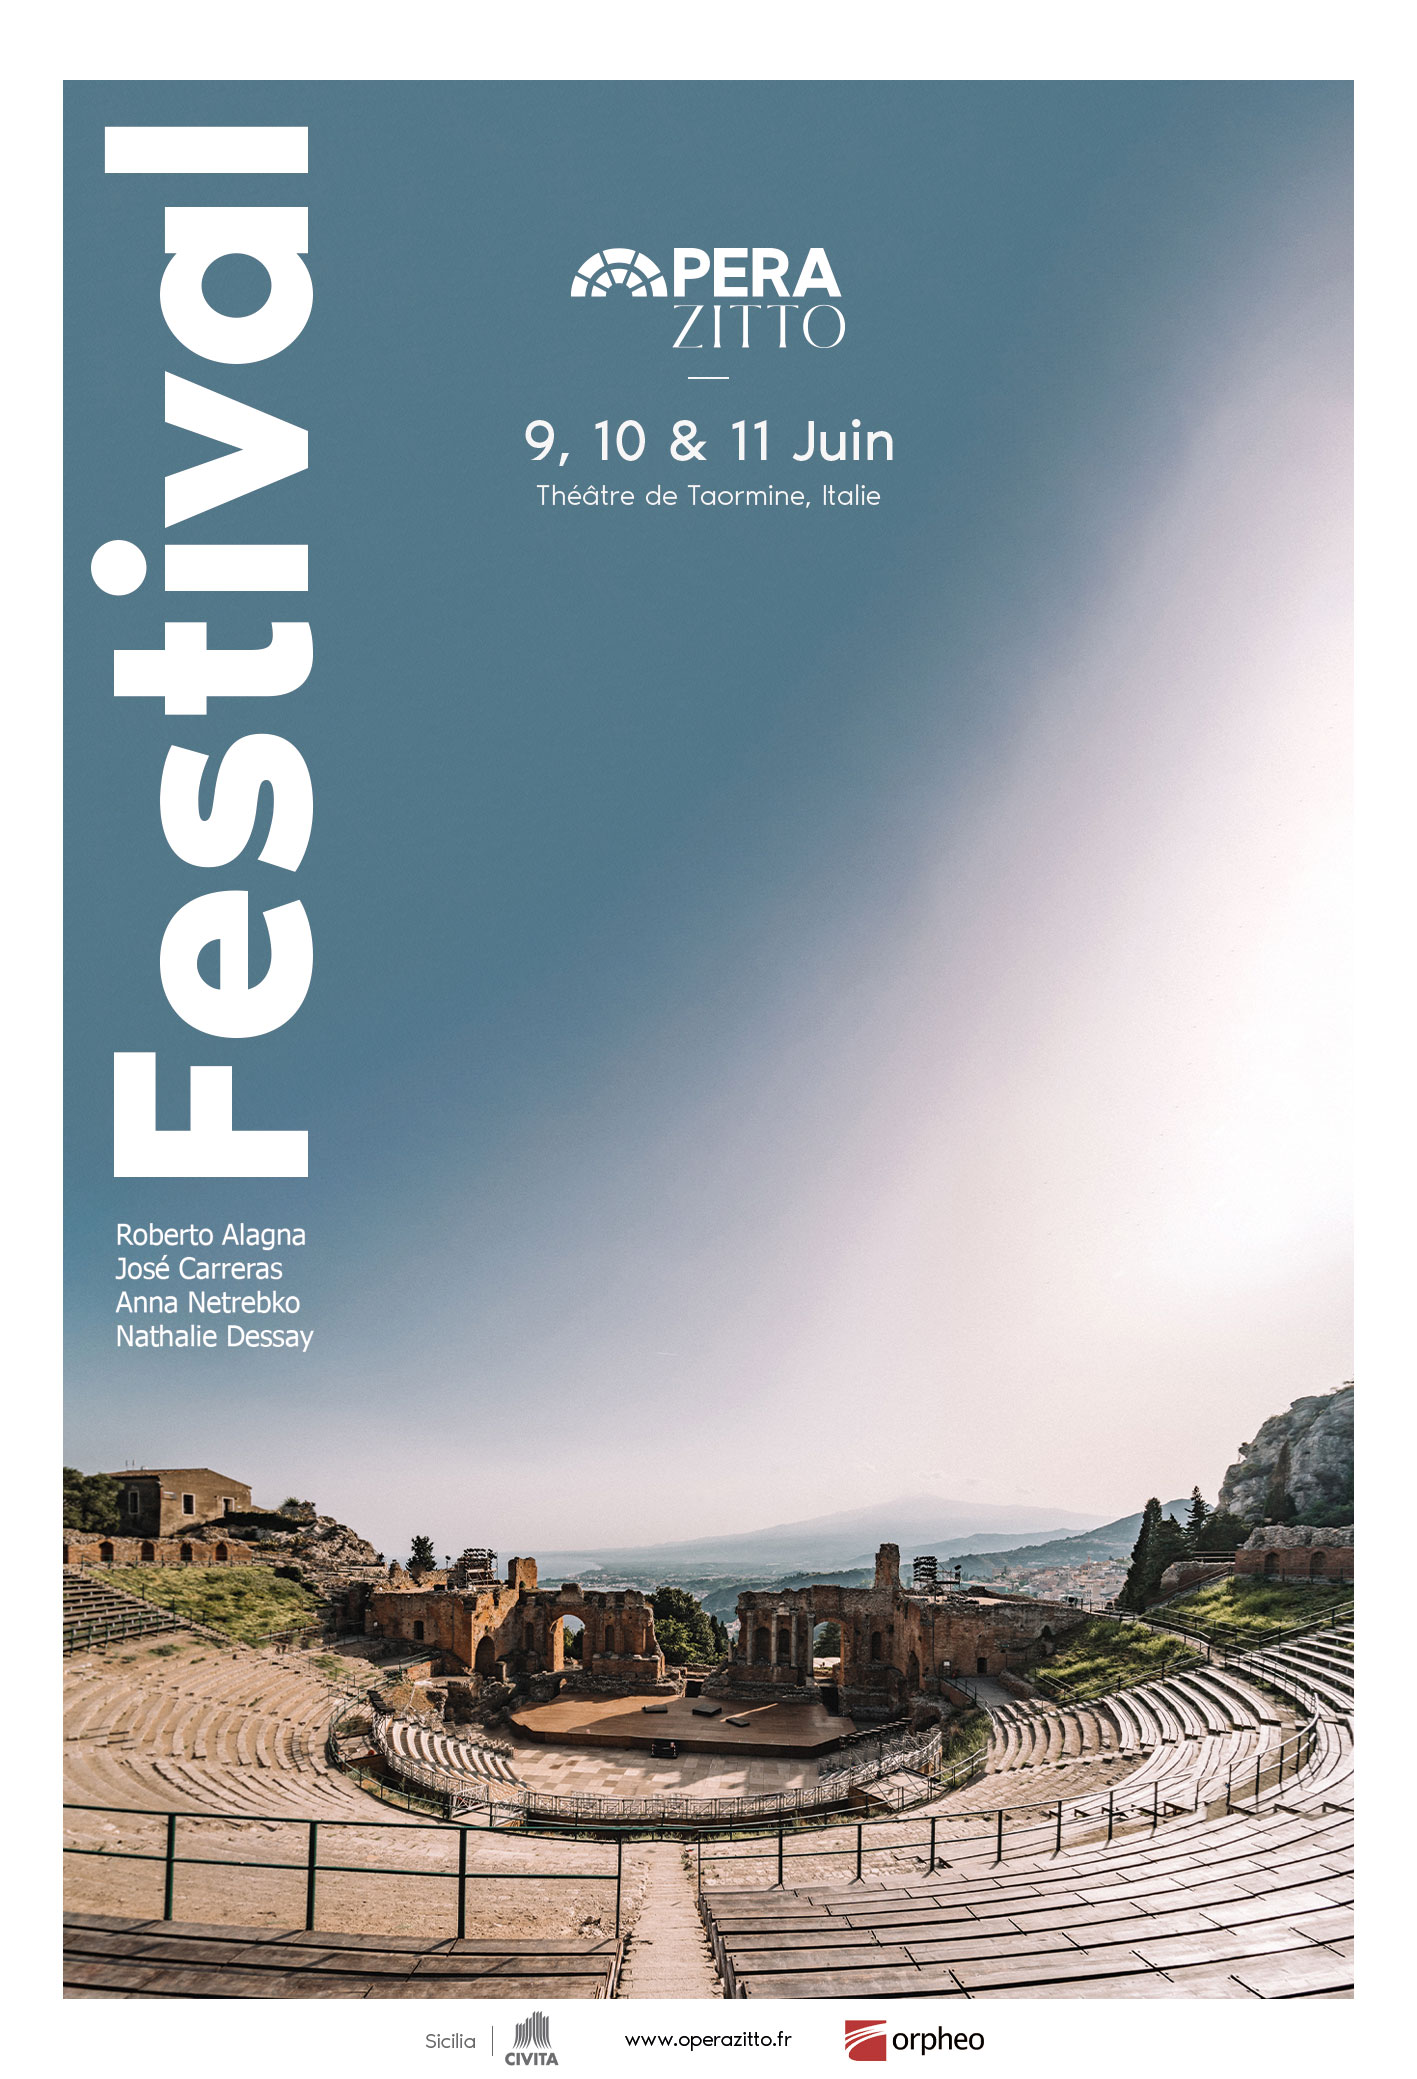 Festival
OPERA
ZITTO
9, 10 & 11 Juin
Théâtre de Taormine, Italie
Roberto Alagna
José Carreras
Anna Netrebko
Nathalie Dessay
Sicilia
CIVITA
www.operazitto.fr
orpheo